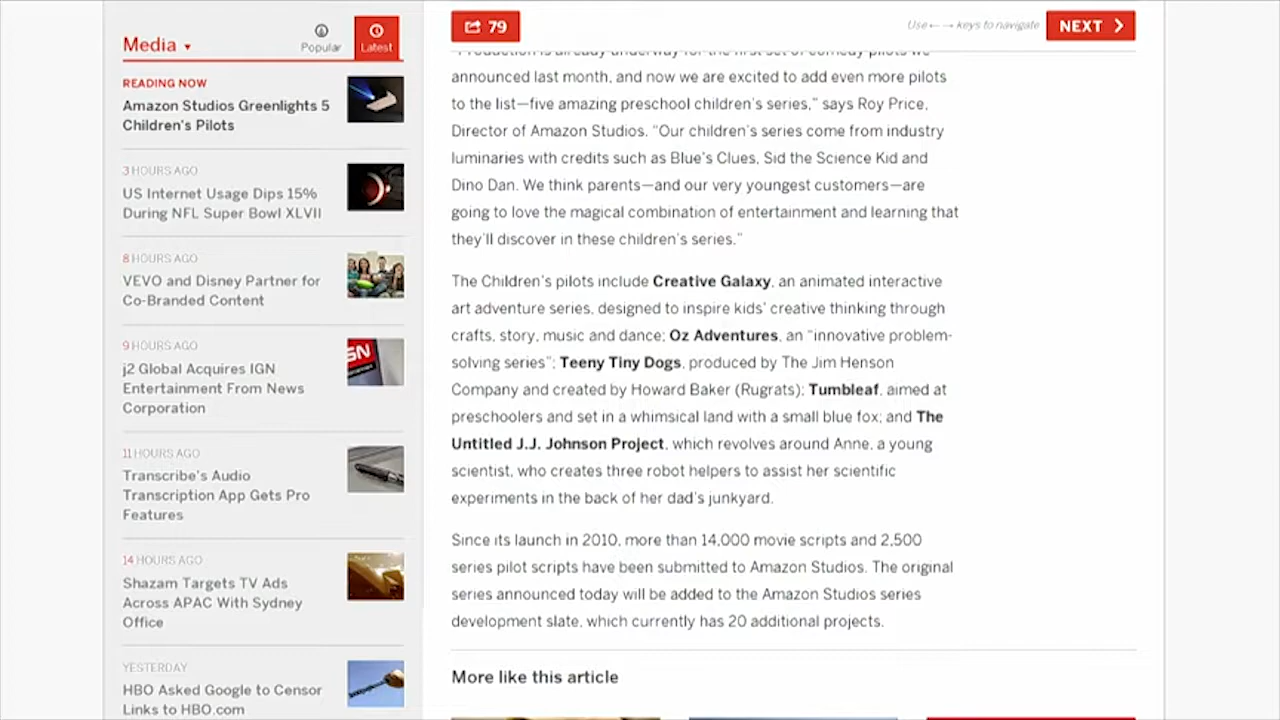 Media
Popular
Latest
READING NOW
Amazon Studios Greenlights 5
Children's Pilots
3 HOURS AGO
US Internet Usage Dips 15%
During NFL Super Bowl XLVII
8 HOURS AGO
VEVO and Disney Partner for
Co-Branded Content
9 HOURS AGO
j2 Global Acquires IGN
Entertainment From News
Corporation
11 HOURS AGO
Transcribe's Audio
Transcription App Gets Pro
Features
14 HOURS AGO
Shazam Targets TV Ads
Across APAC With Sydney
Office
YESTERDAY
HBO Asked Google to Censor
Links to HBO.com
79
Use ←→ keys to navigate
NEXT
"Production is already underway for the first set of comedy pilots we
announced last month, and now we are excited to add even more pilots
to the list—five amazing preschool children's series," says Roy Price,
Director of Amazon Studios. "Our children's series come from industry
luminaries with credits such as Blue's Clues, Sid the Science Kid and
Dino Dan. We think parents—and our very youngest customers—are
going to love the magical combination of entertainment and learning that
they'll discover in these children's series."
The Children's pilots include Creative Galaxy, an animated interactive
art adventure series, designed to inspire kids' creative thinking through
crafts, story, music and dance; Oz Adventures, an "innovative problem-
solving series"; Teeny Tiny Dogs, produced by The Jim Henson
Company and created by Howard Baker (Rugrats); Tumbleaf, aimed at
preschoolers and set in a whimsical land with a small blue fox; and The
Untitled J.J. Johnson Project, which revolves around Anne, a young
scientist, who creates three robot helpers to assist her scientific
experiments in the back of her dad's junkyard.
Since its launch in 2010, more than 14,000 movie scripts and 2,500
series pilot scripts have been submitted to Amazon Studios. The original
series announced today will be added to the Amazon Studios series
development slate, which currently has 20 additional projects.
More like this article